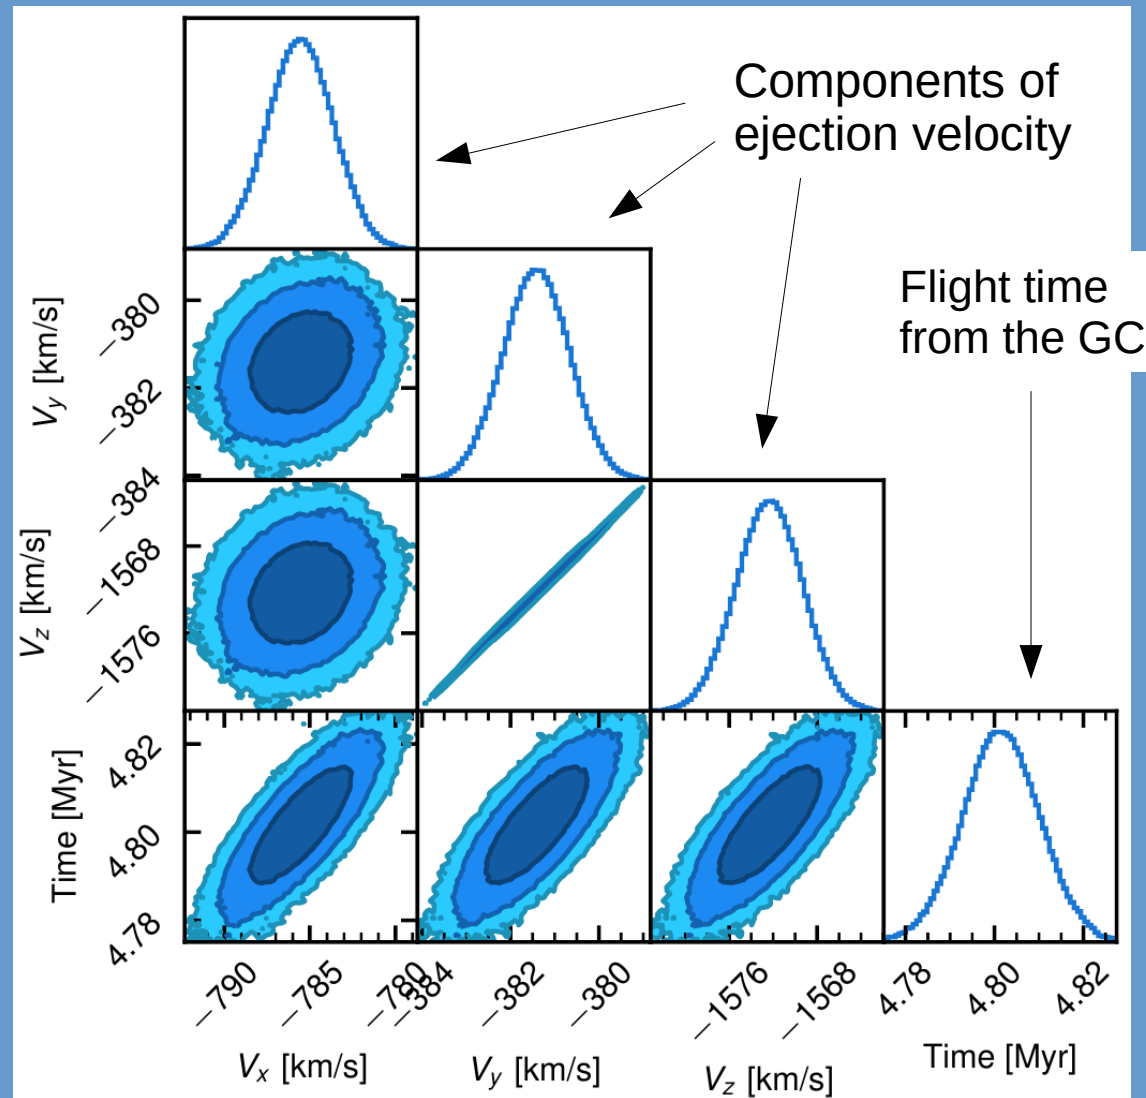 Components of
ejection velocity
Flight time
from the GC
V_y [km/s]
−380
−382
−384
V_z [km/s]
−1568
−1576
Time [Myr]
4.82
4.80
4.78
−790
−785
−780
−384
−382
−380
−1576
−1568
4.78
4.80
4.82
V_x [km/s]
V_y [km/s]
V_z [km/s]
Time [Myr]